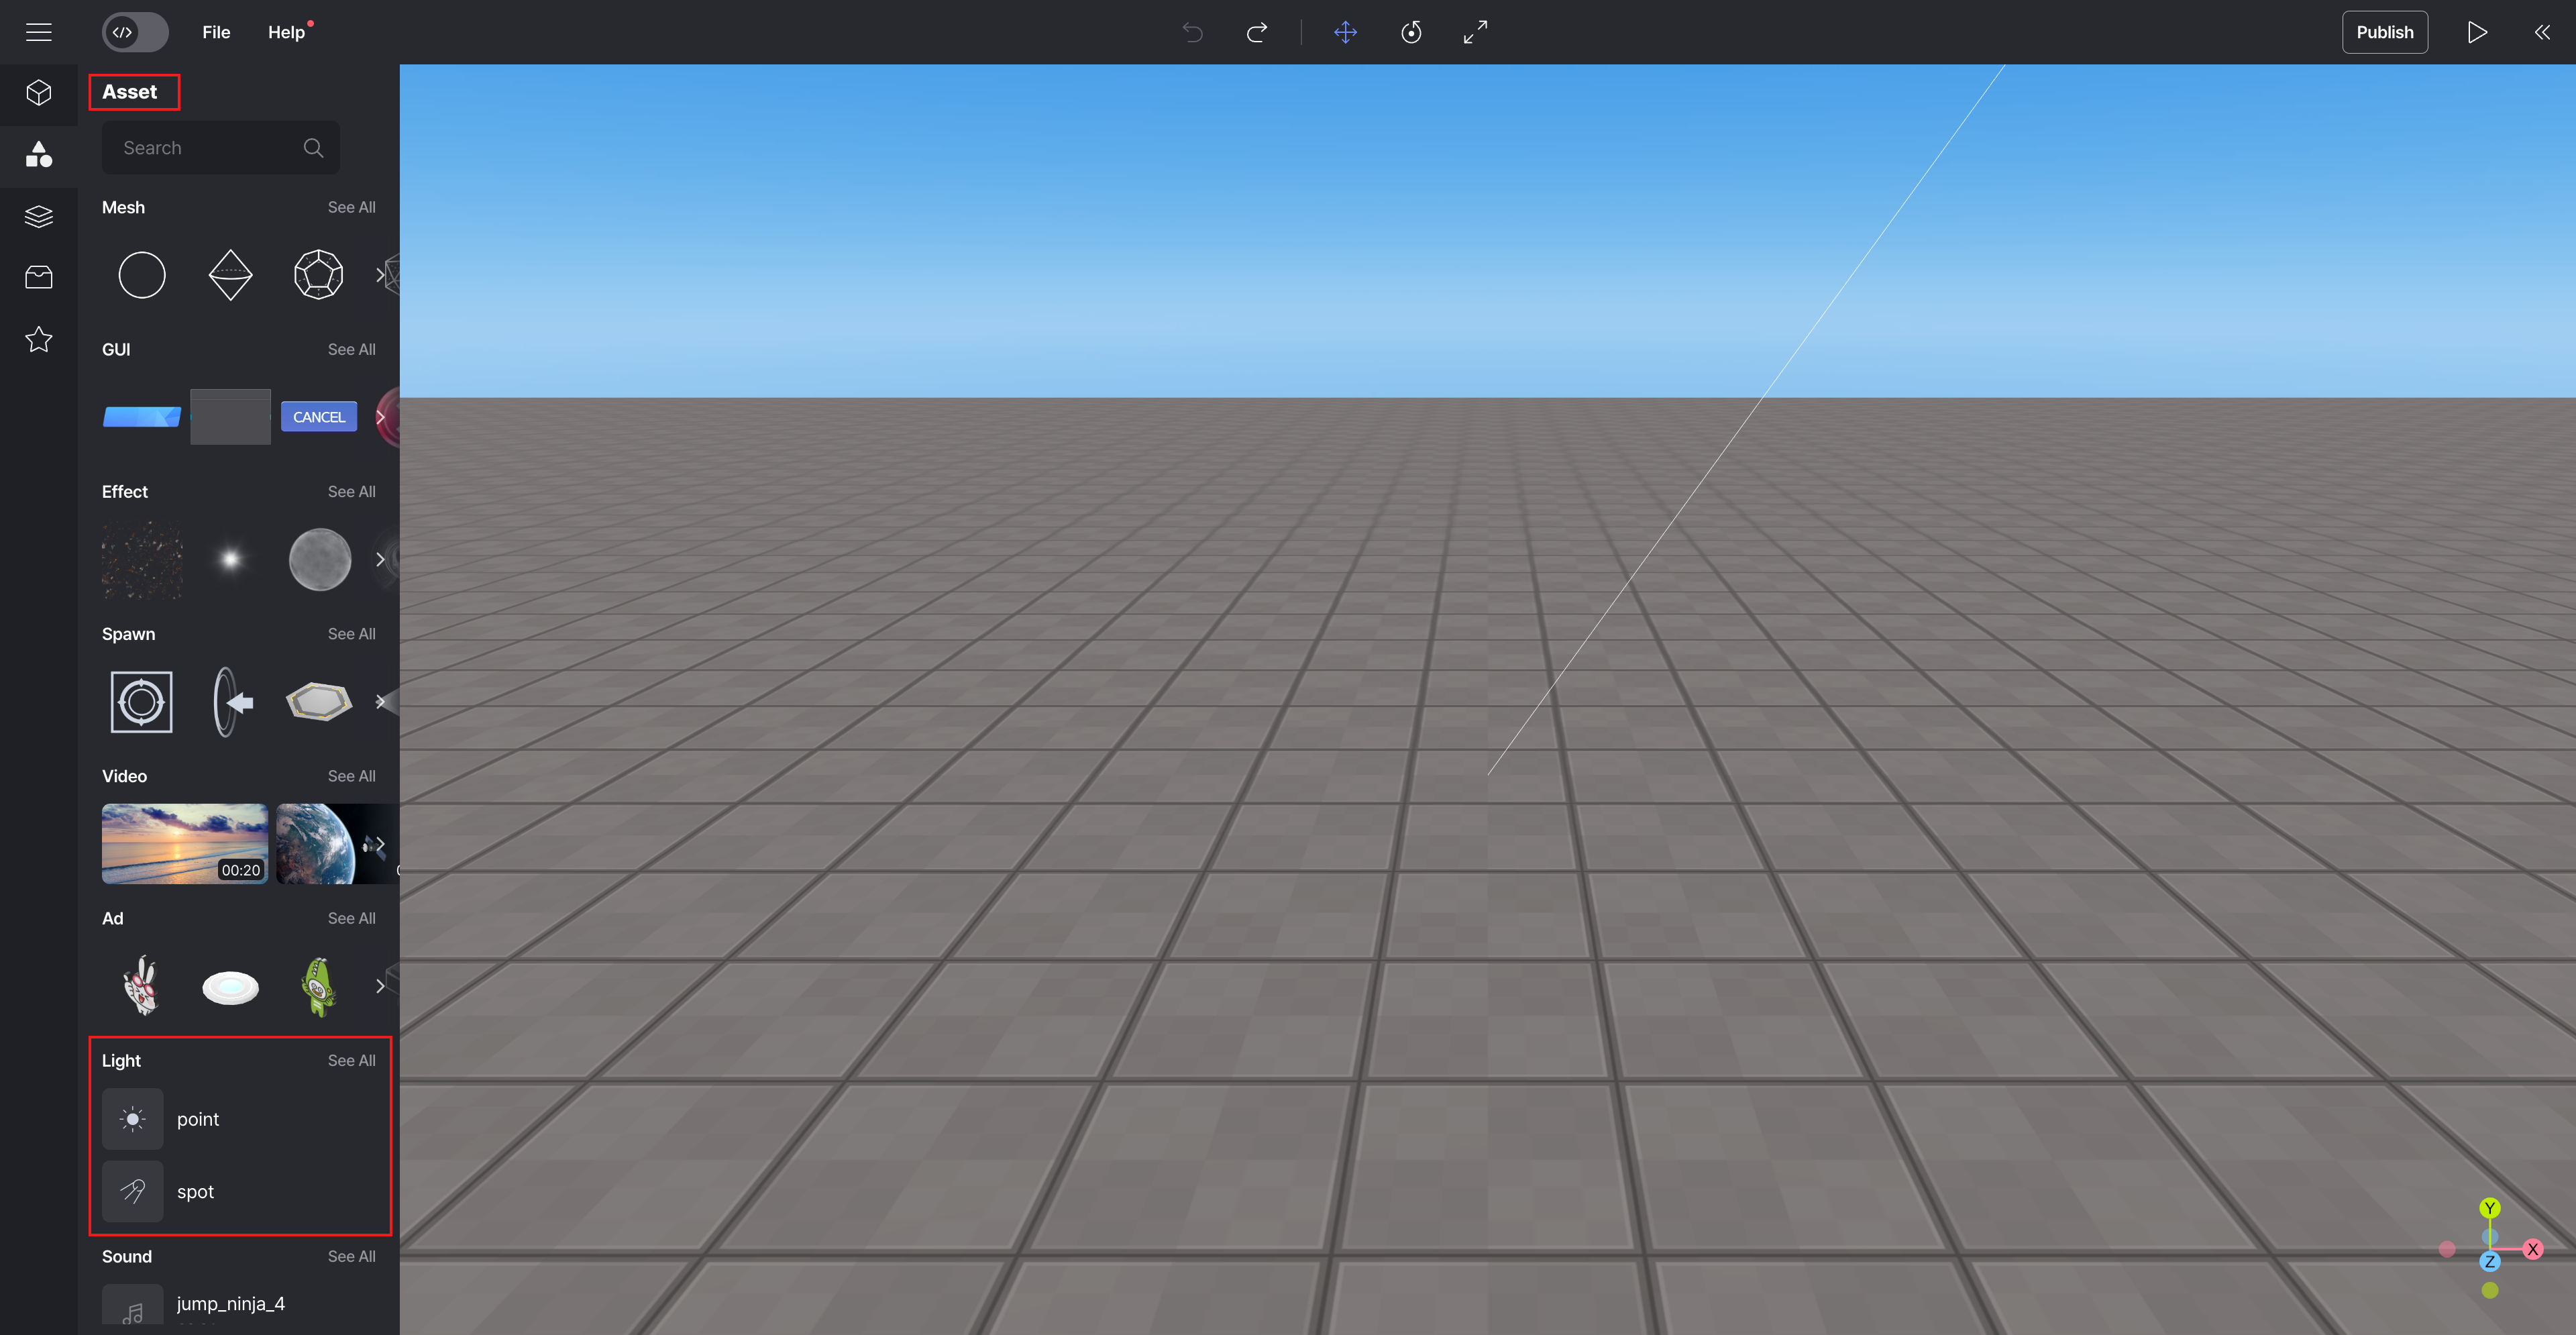 </> File Help Publish
Asset
Search
Mesh See All
GUI See All
CANCEL
Effect See All
Spawn See All
Video See All
00:20
Ad See All
Light See All
point
spot
Sound See All
jump_ninja_4
Y
X
Z